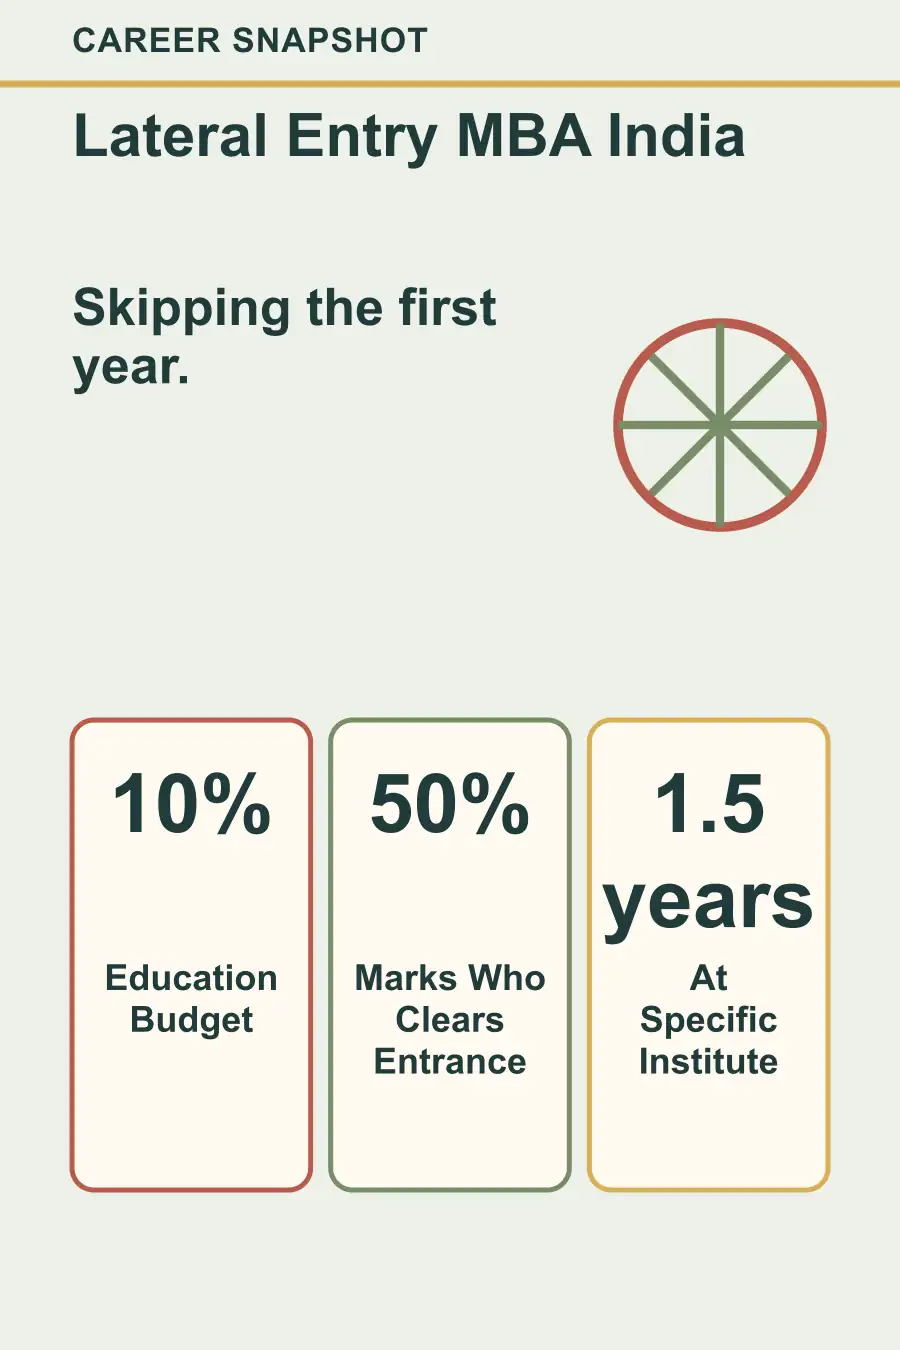 CAREER SNAPSHOT
Lateral Entry MBA India
Skipping the first
year.
10%
Education
Budget
50%
Marks Who
Clears
Entrance
1.5
years
At
Specific
Institute